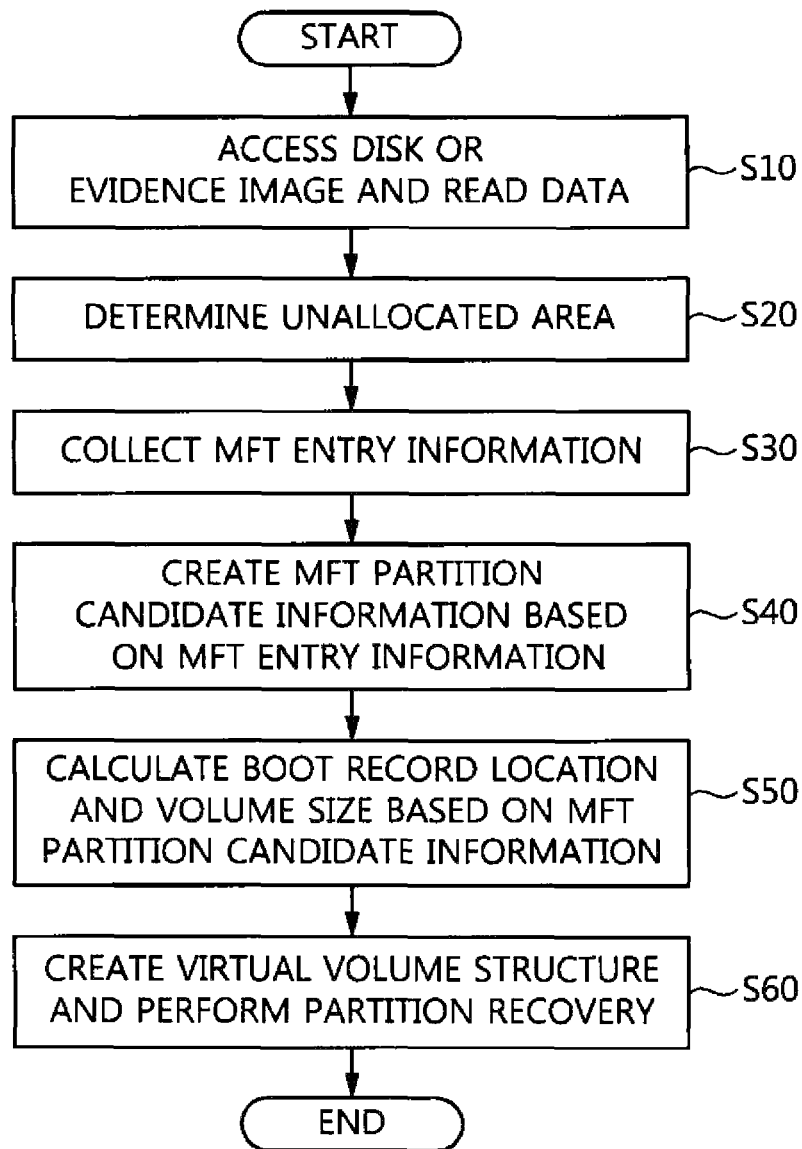 START
ACCESS DISK OR
EVIDENCE IMAGE AND READ DATA
S10
DETERMINE UNALLOCATED AREA
S20
COLLECT MFT ENTRY INFORMATION
S30
CREATE MFT PARTITION
CANDIDATE INFORMATION BASED
ON MFT ENTRY INFORMATION
S40
CALCULATE BOOT RECORD LOCATION
AND VOLUME SIZE BASED ON MFT
PARTITION CANDIDATE INFORMATION
S50
CREATE VIRTUAL VOLUME STRUCTURE
AND PERFORM PARTITION RECOVERY
S60
END